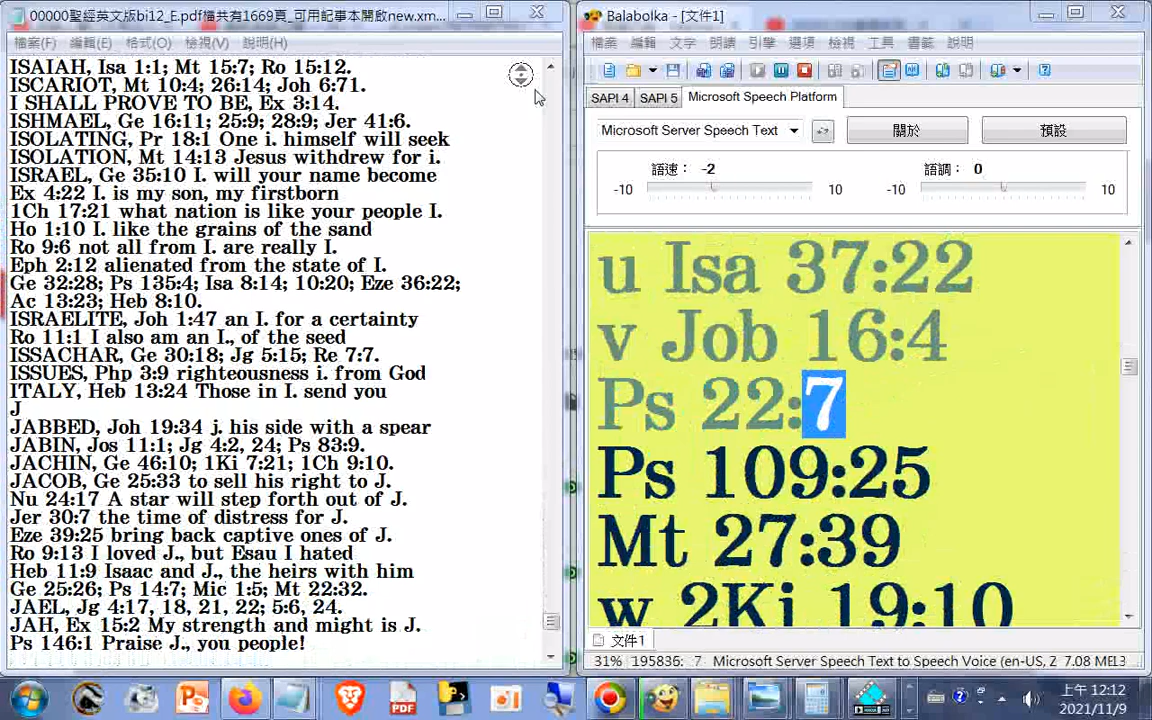 00000聖經英文版bi12_E.pdf檔共有1669頁_可用記事本開啟new.xm...
檔案(F) 編輯(E) 格式(O) 檢視(V) 說明(H)
ISAIAH, Isa 1:1; Mt 15:7; Ro 15:12.
ISCARIOT, Mt 10:4; 26:14; Joh 6:71.
I SHALL PROVE TO BE, Ex 3:14.
ISHMAEL, Ge 16:11; 25:9; 28:9; Jer 41:6.
ISOLATING, Pr 18:1 One i. himself will seek
ISOLATION, Mt 14:13 Jesus withdrew for i.
ISRAEL, Ge 35:10 I. will your name become
Ex 4:22 I. is my son, my firstborn
1Ch 17:21 what nation is like your people I.
Ho 1:10 I. like the grains of the sand
Ro 9:6 not all from I. are really I.
Eph 2:12 alienated from the state of I.
Ge 32:28; Ps 135:4; Isa 8:14; 10:20; Eze 36:22;
Ac 13:23; Heb 8:10.
ISRAELITE, Joh 1:47 an I. for a certainty
Ro 11:1 I also am an I., of the seed
ISSACHAR, Ge 30:18; Jg 5:15; Re 7:7.
ISSUES, Php 3:9 righteousness i. from God
ITALY, Heb 13:24 Those in I. send you
J
JABBED, Joh 19:34 j. his side with a spear
JABIN, Jos 11:1; Jg 4:2, 24; Ps 83:9.
JACHIN, Ge 46:10; 1Ki 7:21; 1Ch 9:10.
JACOB, Ge 25:33 to sell his right to J.
Nu 24:17 A star will step forth out of J.
Jer 30:7 the time of distress for J.
Eze 39:25 bring back captive ones of J.
Ro 9:13 I loved J., but Esau I hated
Heb 11:9 Isaac and J., the heirs with him
Ge 25:26; Ps 14:7; Mic 1:5; Mt 22:32.
JAEL, Jg 4:17, 18, 21, 22; 5:6, 24.
JAH, Ex 15:2 My strength and might is J.
Ps 146:1 Praise J., you people!
Balabolka - [文件1]
檔案 編輯 文字 朗讀 引擎 選項 檢視 工具 書籤 說明
SAPI 4 SAPI 5 Microsoft Speech Platform
Microsoft Server Speech Text 關於 預設
語速: -2 語調: 0
-10 10 -10 10
u Isa 37:22
v Job 16:4
Ps 22:7
Ps 109:25
Mt 27:39
w 2Ki 19:10
文件1
31% 195836: 7 Microsoft Server Speech Text to Speech Voice (en-US, Z 7.08 ME
PDF
上午 12:12
2021/11/9